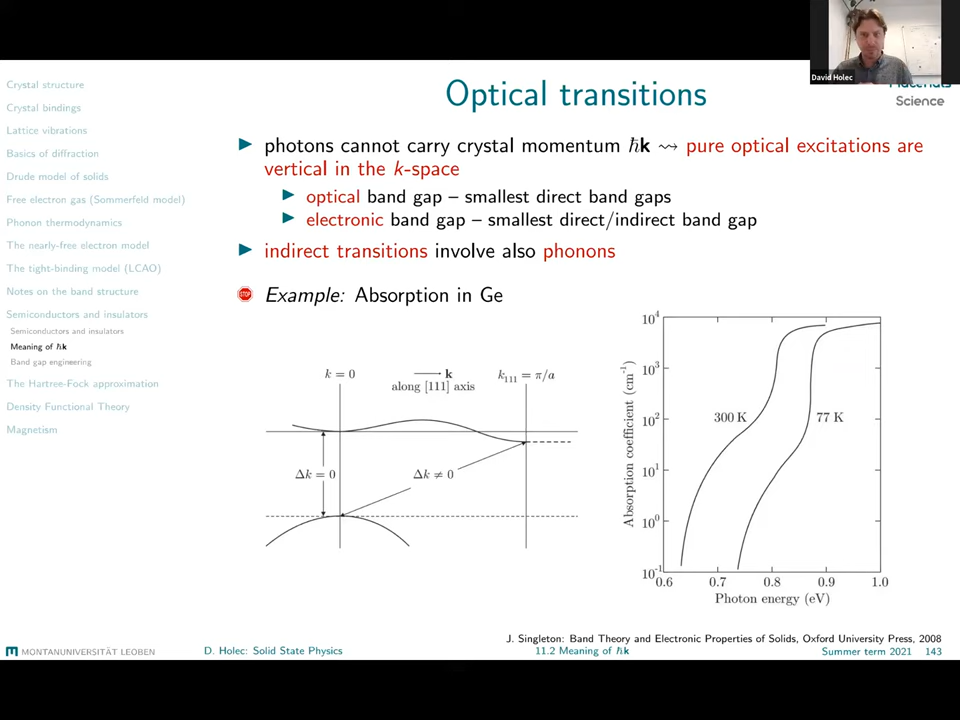 David Holec
Materials
Science
Optical transitions
Crystal structure
Crystal bindings
Lattice vibrations
Basics of diffraction
Drude model of solids
Free electron gas (Sommerfeld model)
Phonon thermodynamics
The nearly-free electron model
The tight-binding model (LCAO)
Notes on the band structure
Semiconductors and insulators
Semiconductors and insulators
Meaning of ℏk
Band gap engineering
The Hartree-Fock approximation
Density Functional Theory
Magnetism
▶ photons cannot carry crystal momentum ℏk ⇝ pure optical excitations are
vertical in the k-space
▶ optical band gap – smallest direct band gaps
▶ electronic band gap – smallest direct/indirect band gap
▶ indirect transitions involve also phonons
STOP Example: Absorption in Ge
k = 0
k
along [111] axis
k111 = π/a
Δk = 0
Δk ≠ 0
Absorption coefficient (cm⁻¹)
10⁴
10³
10²
10¹
10⁰
10⁻¹
300 K
77 K
0.6 0.7 0.8 0.9 1.0
Photon energy (eV)
J. Singleton: Band Theory and Electronic Properties of Solids, Oxford University Press, 2008
MONTANUNIVERSITÄT LEOBEN
D. Holec: Solid State Physics
11.2 Meaning of ℏk
Summer term 2021 143